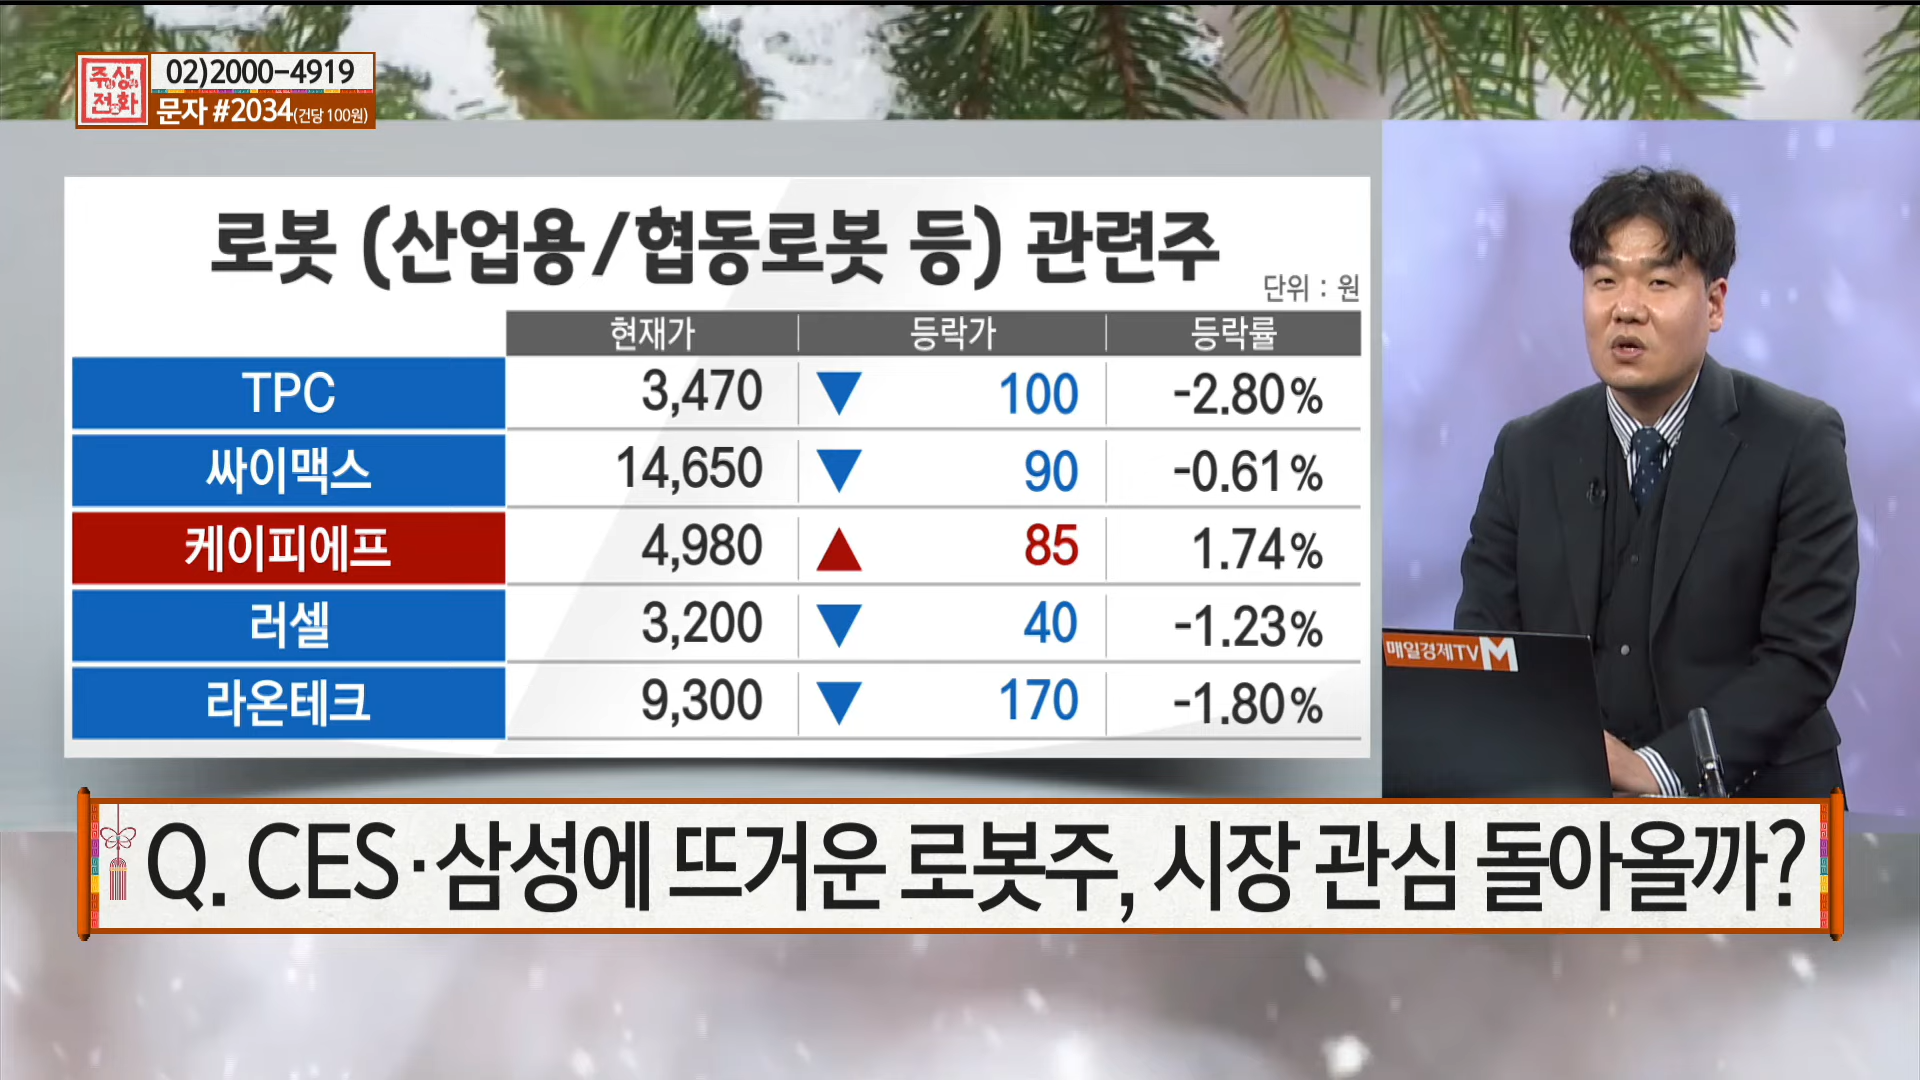 주상전화
02)2000-4919
문자 #2034(건당 100원)
로봇 (산업용/협동로봇 등) 관련주
단위 : 원
현재가 등락가 등락률
TPC 3,470 ▼ 100 -2.80%
싸이맥스 14,650 ▼ 90 -0.61%
케이피에프 4,980 ▲ 85 1.74%
러셀 3,200 ▼ 40 -1.23%
라온테크 9,300 ▼ 170 -1.80%
매일경제TV M
Q. CES·삼성에 뜨거운 로봇주, 시장 관심 돌아올까?